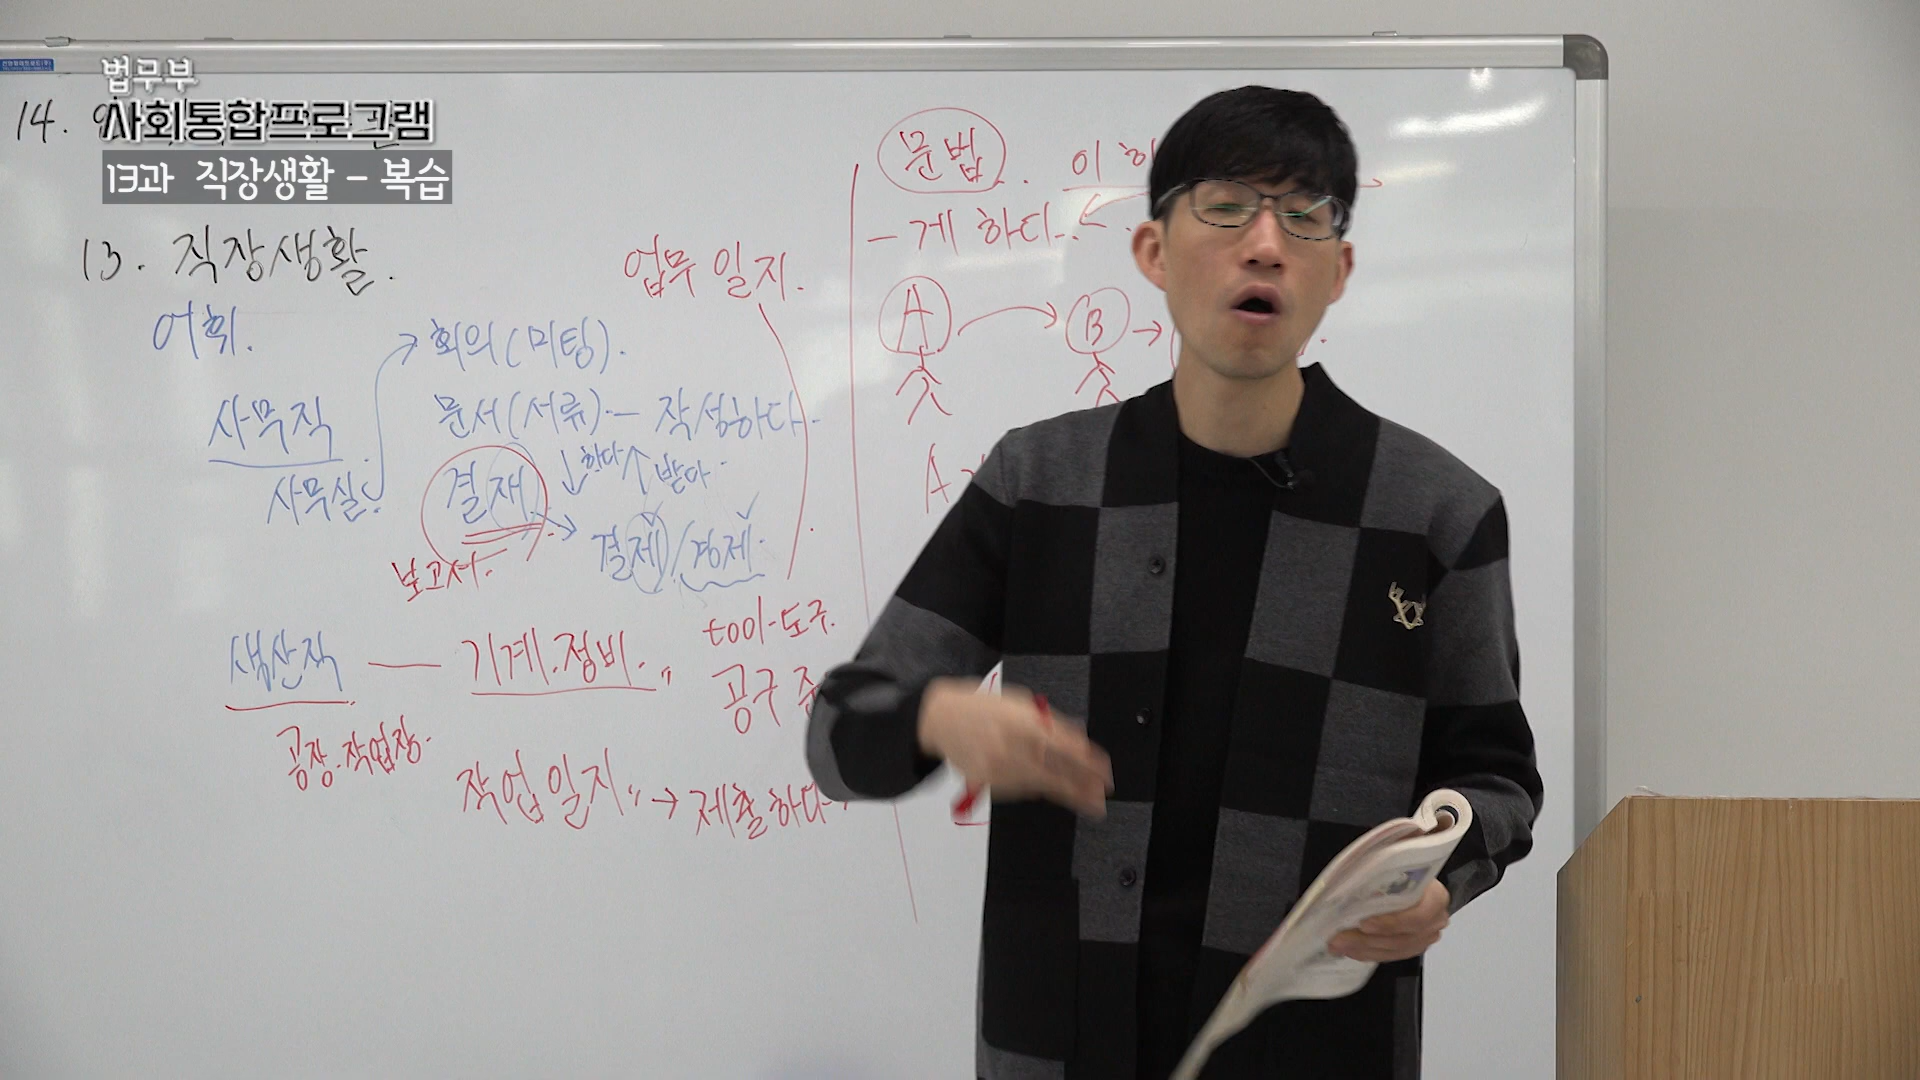 법무부
사회통합프로그램
13과 직장생활 - 복습
14.
13. 직장생활.
어휘.
업무 일지.
회의(미팅).
사무직
문서(서류) - 작성하다.
사무실.
결재
↓하다 ↑받다.
결제/경제.
보고서.
생산직 — 기계.정비.〃
tool-도구.
공구
공장.작업장.
작업일지〃→제출하다.
문법.
이
-게 하다.
A → B →
A